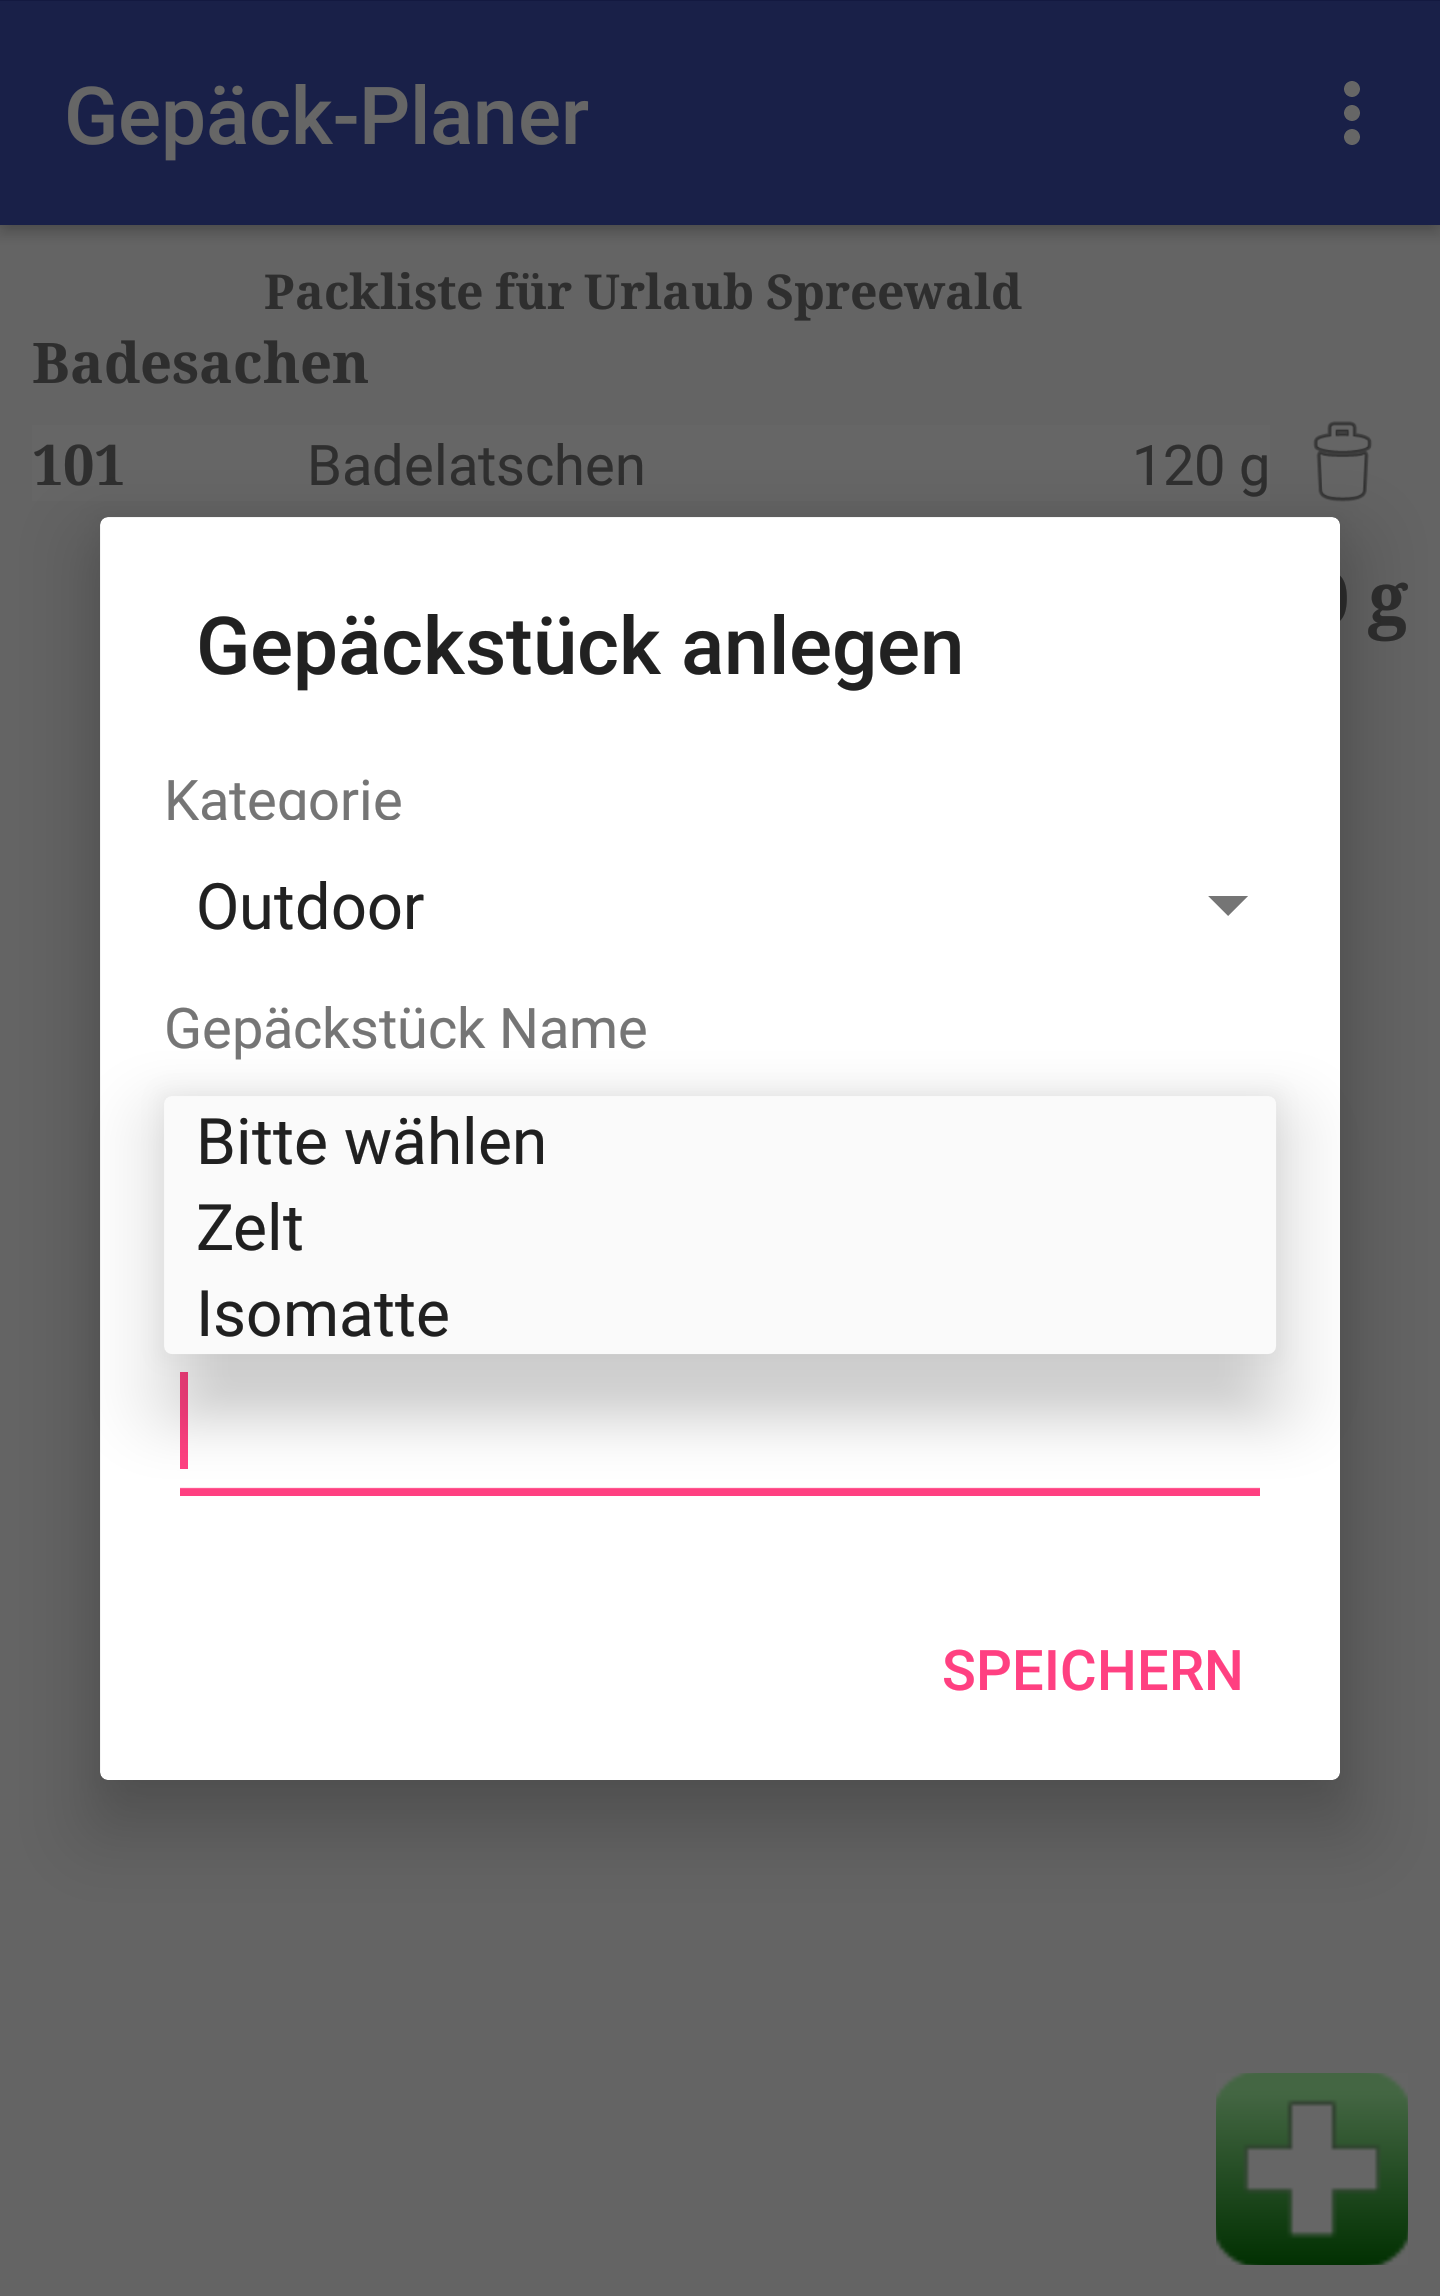 Gepäck-Planer
Packliste für Urlaub Spreewald
Badesachen
101 Badelatschen 120 g
g
Gepäckstück anlegen
Kategorie
Outdoor
Gepäckstück Name
Bitte wählen
Zelt
Isomatte
SPEICHERN